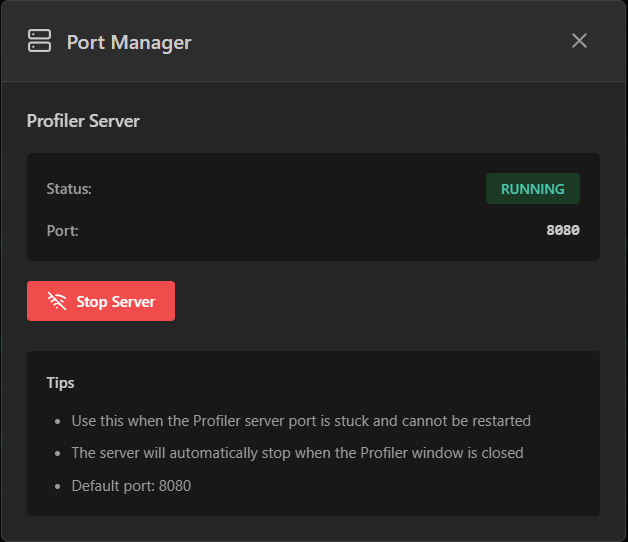 Port Manager
Profiler Server
Status:
RUNNING
Port:
8080
Stop Server
Tips
Use this when the Profiler server port is stuck and cannot be restarted
The server will automatically stop when the Profiler window is closed
Default port: 8080